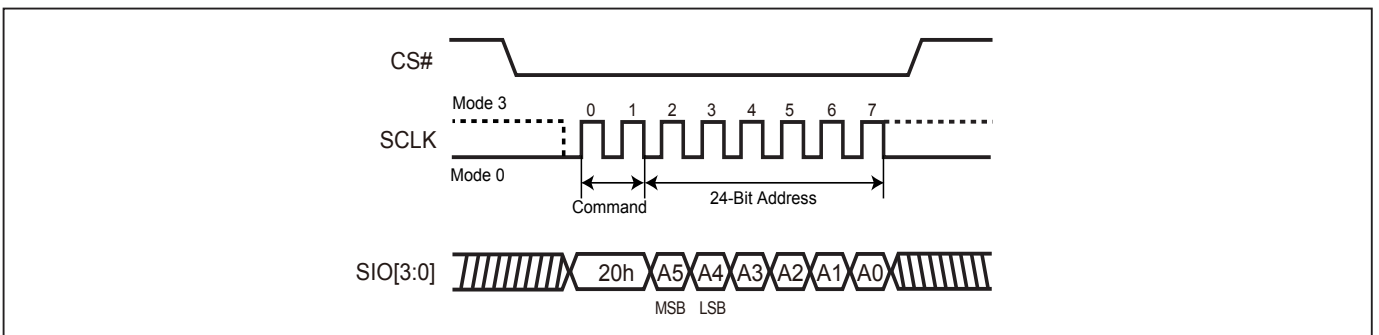 CS#
Mode 3
0 1 2 3 4 5 6 7
SCLK
Mode 0
Command
24-Bit Address
SIO[3:0]
20h A5 A4 A3 A2 A1 A0
MSB LSB